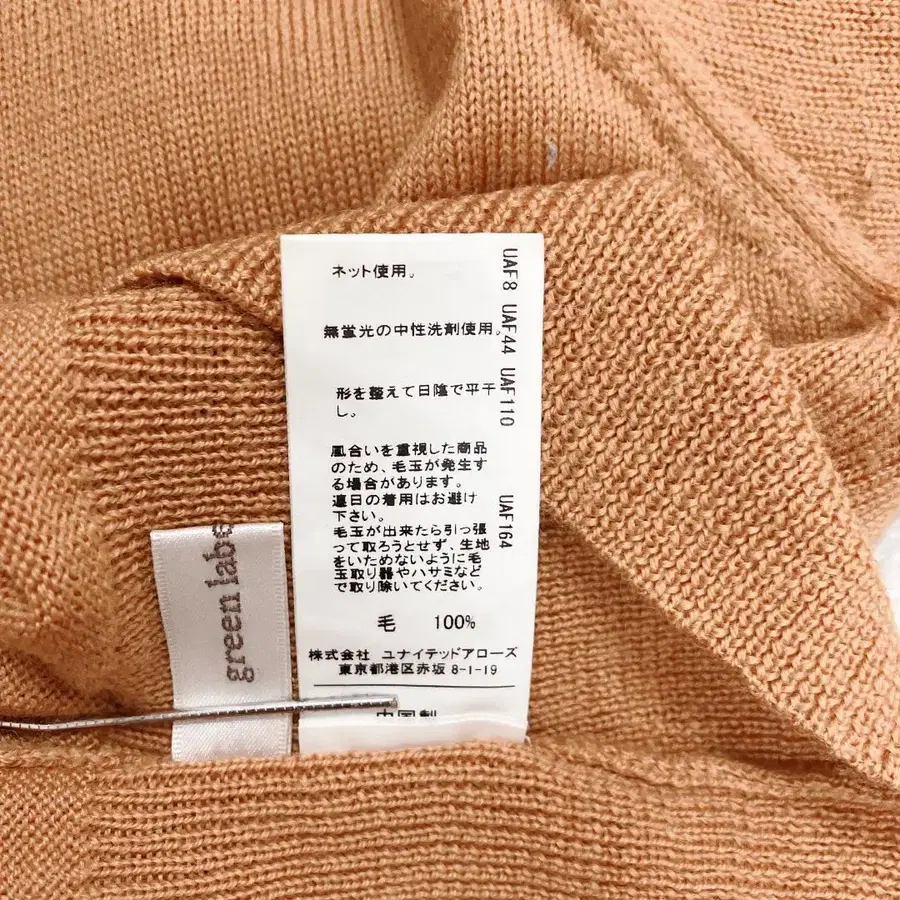 ネット使用。
無蛍光の中性洗剤使用。
形を整えて日陰で平干
し。
風合いを重視した商品
のため、毛玉が発生す
る場合があります。
連日の着用はお避け
下さい。
毛玉が出来たら引っ張
って取ろうとせず、生地
をいためないように毛
玉取り器やハサミなど
で取り除いてください。
毛 100%
株式会社 ユナイテッドアローズ
東京都港区赤坂 8-1-19
中国製
UAF8 UAF44 UAF110 UAF164
green